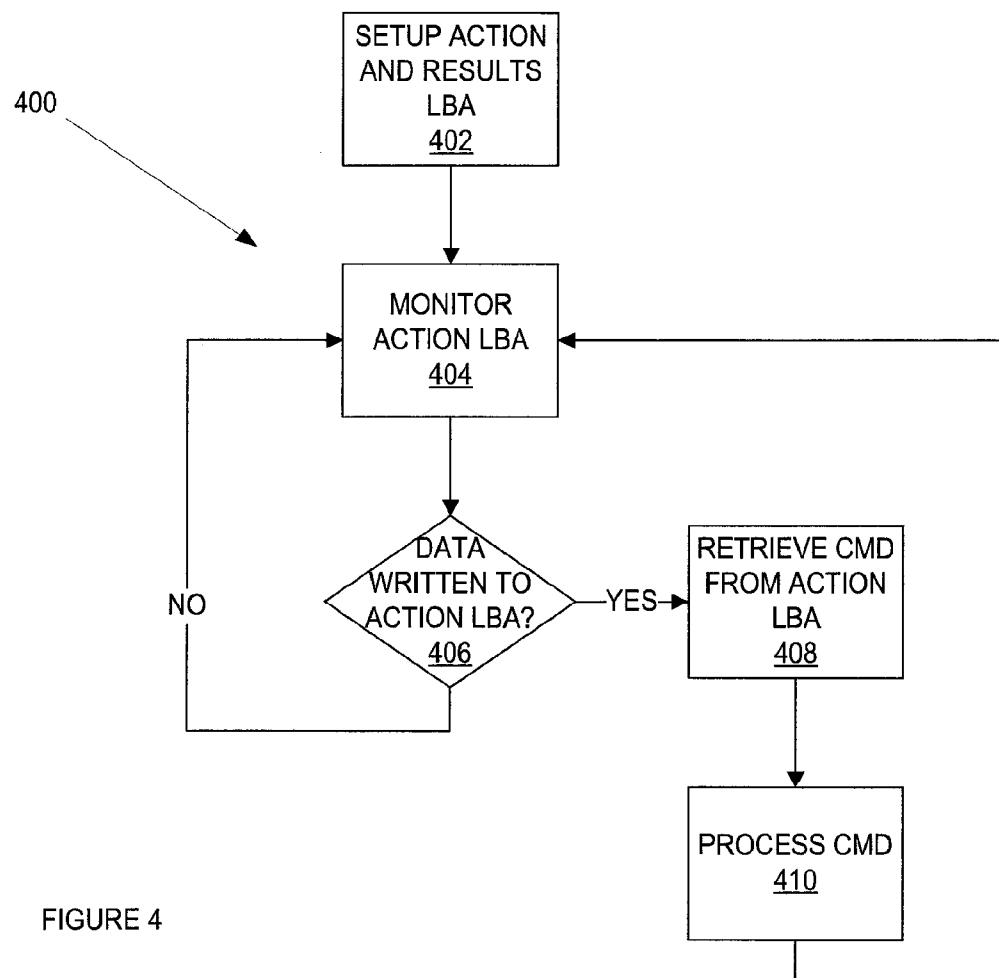 SETUP ACTION
AND RESULTS
LBA
402
400
MONITOR
ACTION LBA
404
DATA
WRITTEN TO
ACTION LBA?
406
NO
YES
RETRIEVE CMD
FROM ACTION
LBA
408
PROCESS CMD
410
FIGURE 4